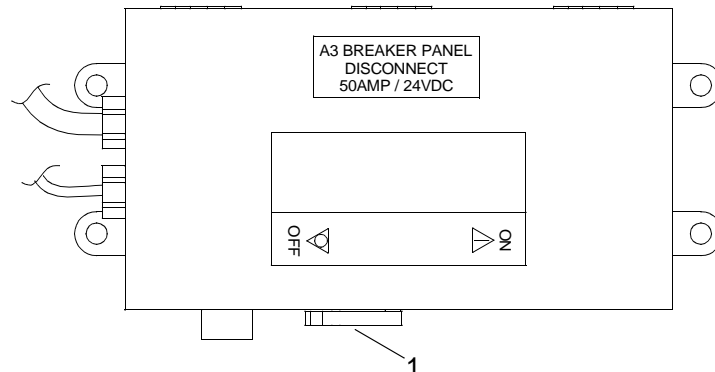 A3 BREAKER PANEL
DISCONNECT
50AMP / 24VDC
OFF
ON
1